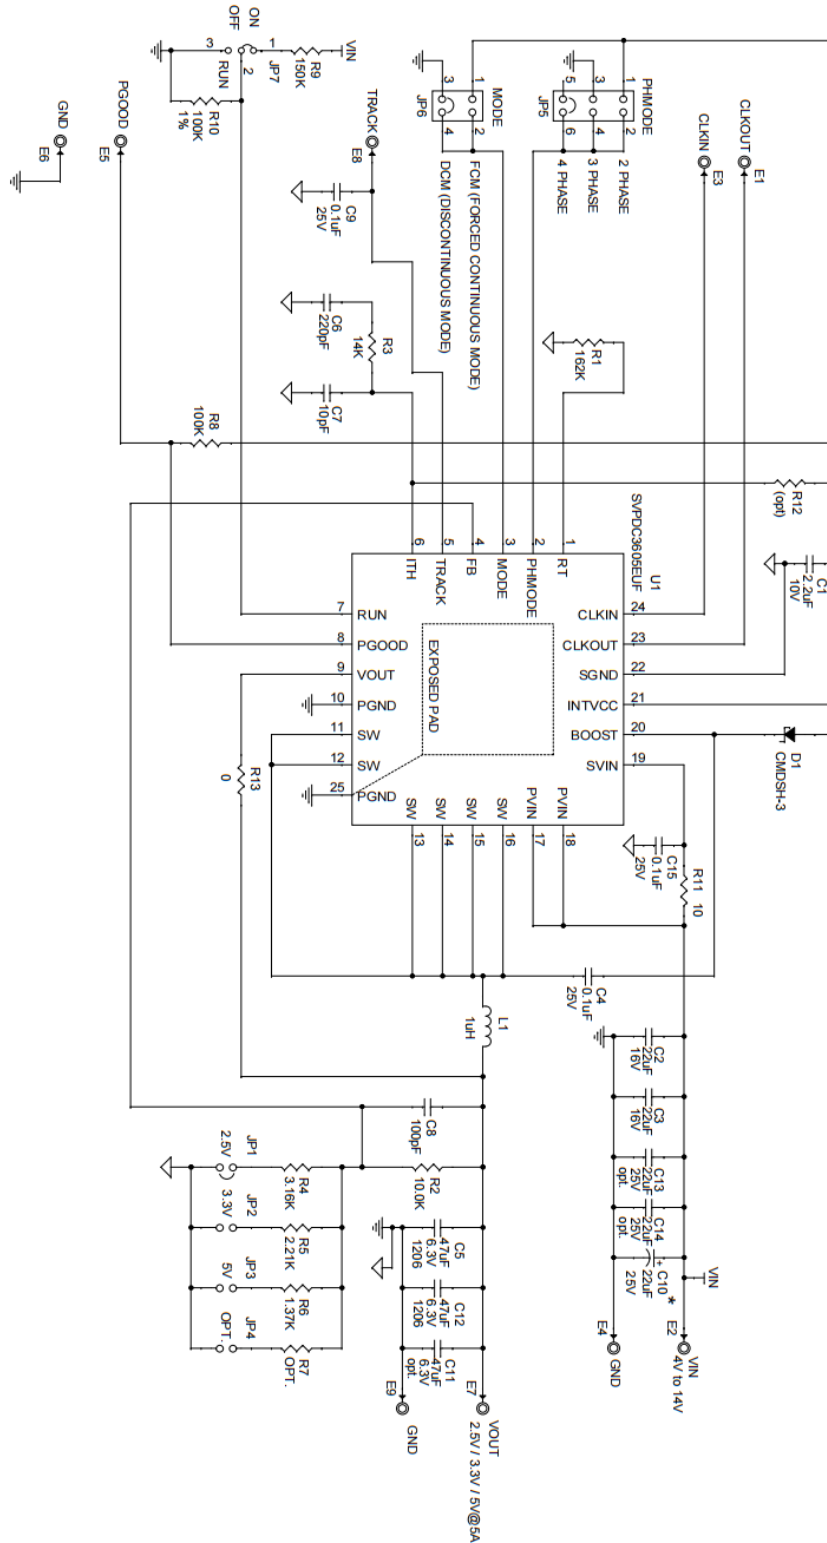 VIN
R9
150K
ON
OFF
1
2
3
JP7
RUN
R10
100K
1%
PGOOD
E5
GND
E6
TRACK
E8
C9
0.1uF
25V
C6
220pF
R3
14K
C7
10pF
R8
100K
MODE
1
2
3
4
JP6
FCM (FORCED CONTINUOUS MODE)
DCM (DISCONTINUOUS MODE)
PHMODE
1
2
3
4
5
6
JP5
2 PHASE
3 PHASE
4 PHASE
CLKIN
E3
CLKOUT
E1
R1
162K
R12
(opt)
C1
2.2uF
10V
D1
CMDSH-3
U1
SVPDC3605EUF
1
RT
2
PHMODE
3
MODE
4
FB
5
TRACK
6
ITH
7
RUN
8
PGOOD
9
VOUT
10
PGND
11
SW
12
SW
25
PGND
13
SW
14
SW
15
SW
16
SW
17
PVIN
18
PVIN
19
SVIN
20
BOOST
21
INTVCC
22
SGND
23
CLKOUT
24
CLKIN
EXPOSED PAD
R13
0
C15
0.1uF
25V
R11
10
C4
0.1uF
25V
L1
1uH
C2
22uF
16V
C3
22uF
16V
C13
22uF
25V
opt.
C14
22uF
25V
opt.
+
C10
*
22uF
25V
VIN
E2
VIN
4V to 14V
E4
GND
C8
100pF
R2
10.0K
C5
47uF
6.3V
1206
C12
47uF
6.3V
1206
C11
47uF
6.3V
opt.
E7
VOUT
2.5V / 3.3V / 5V@5A
E9
GND
JP1
2.5V
R4
3.16K
JP2
3.3V
R5
2.21K
JP3
5V
R6
1.37K
JP4
OPT.
R7
OPT.